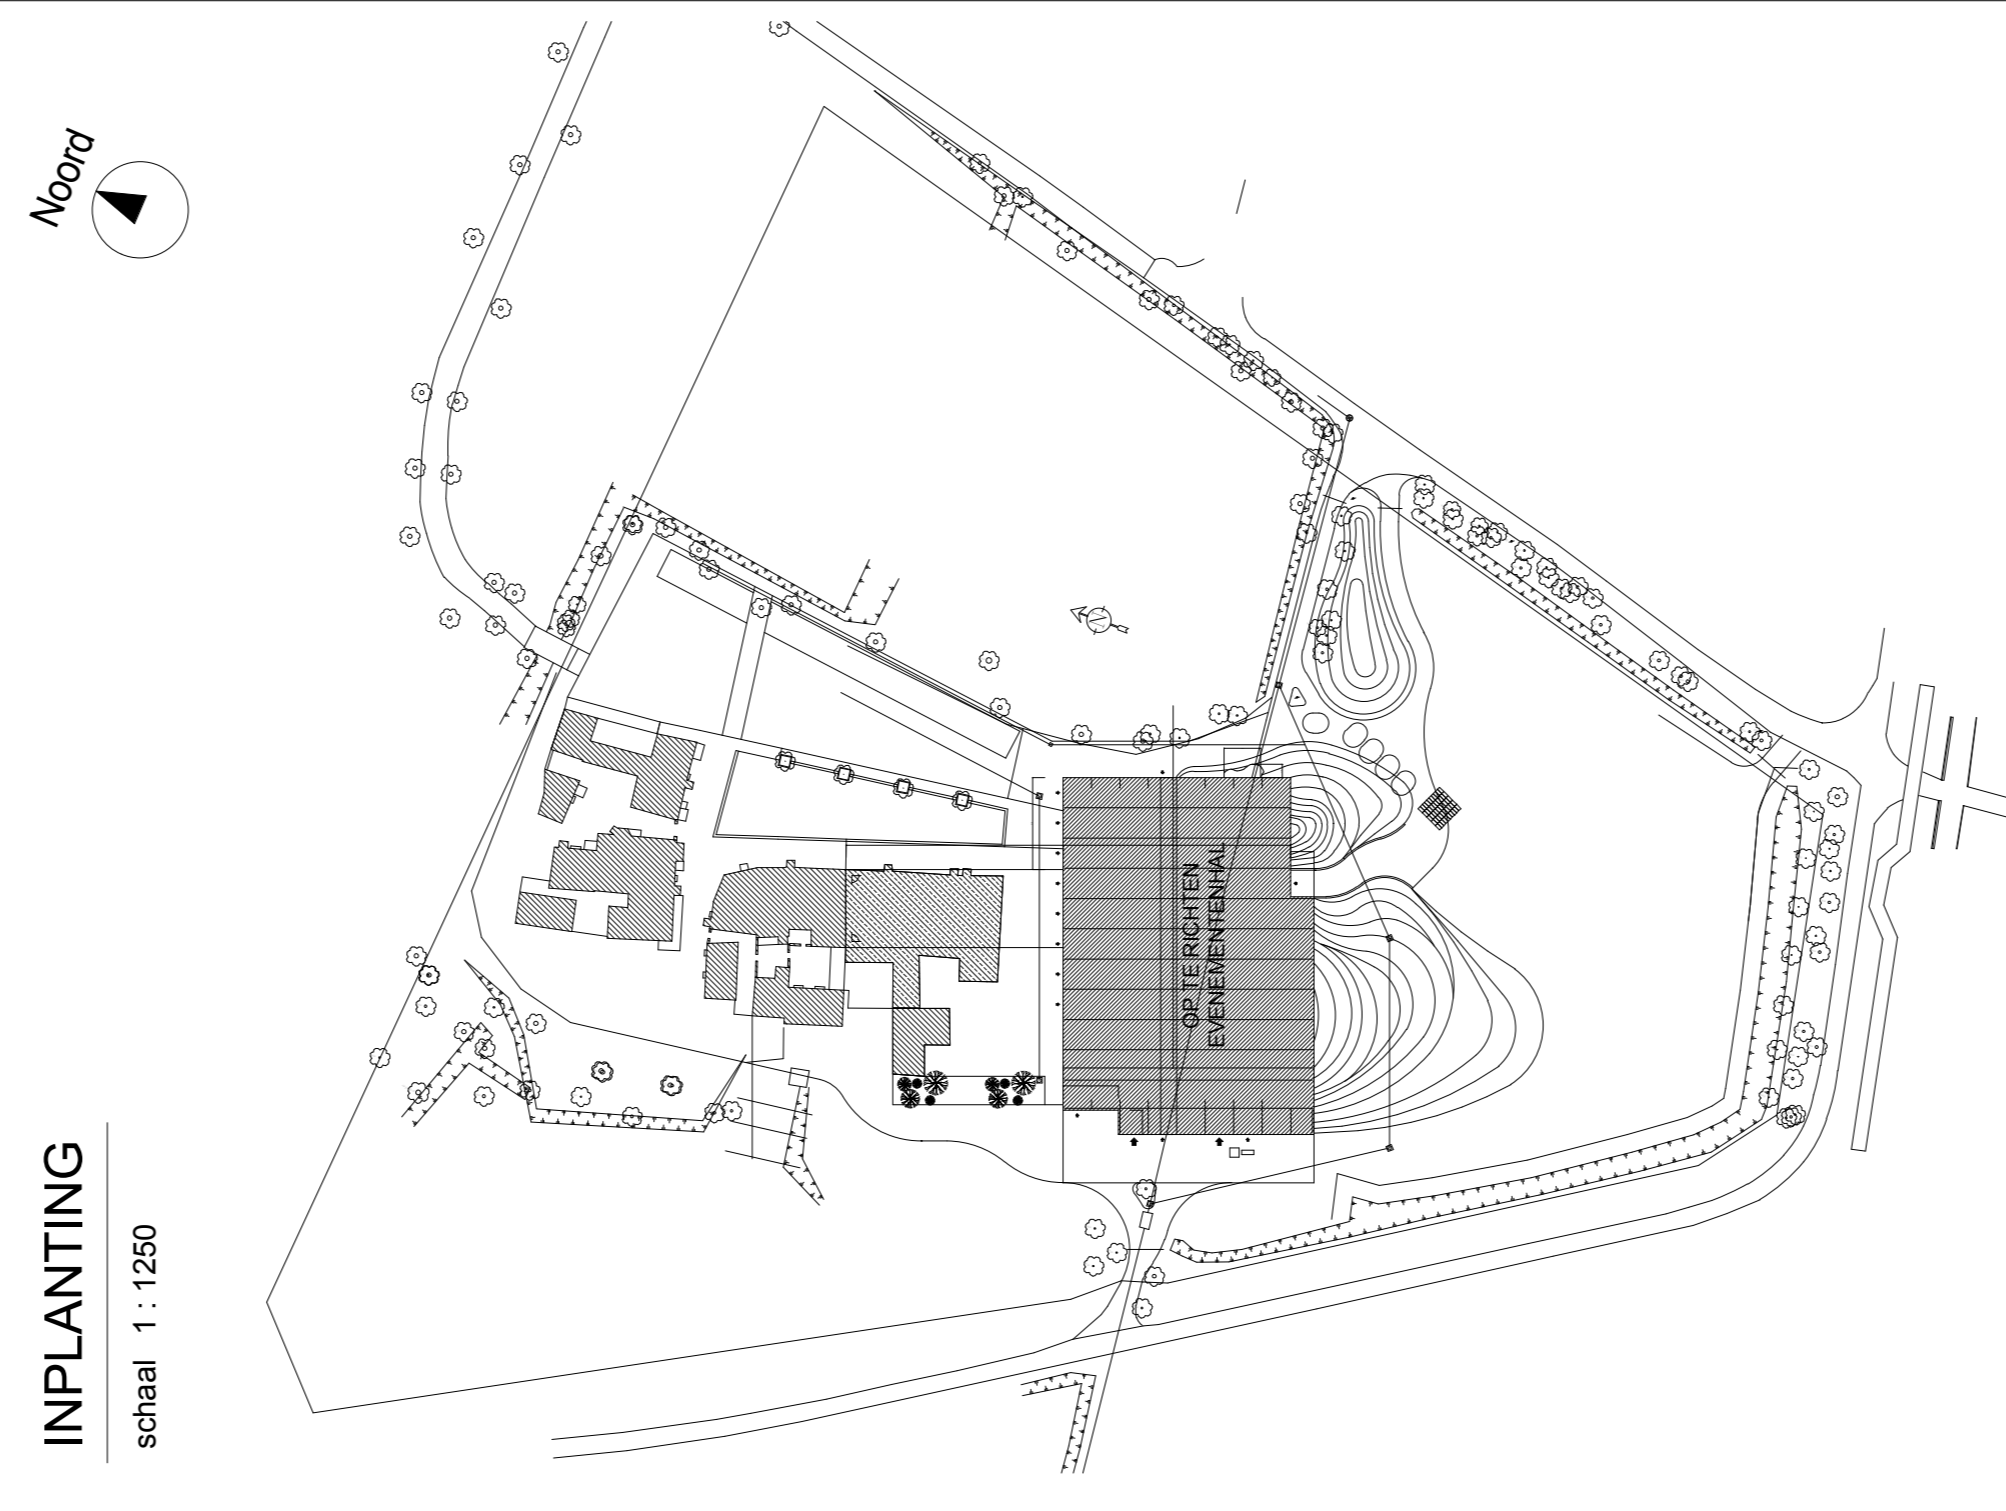 Noord
INPLANTING
schaal 1 : 1250
OP TE RICHTEN
EVENEMENTENHAL
N